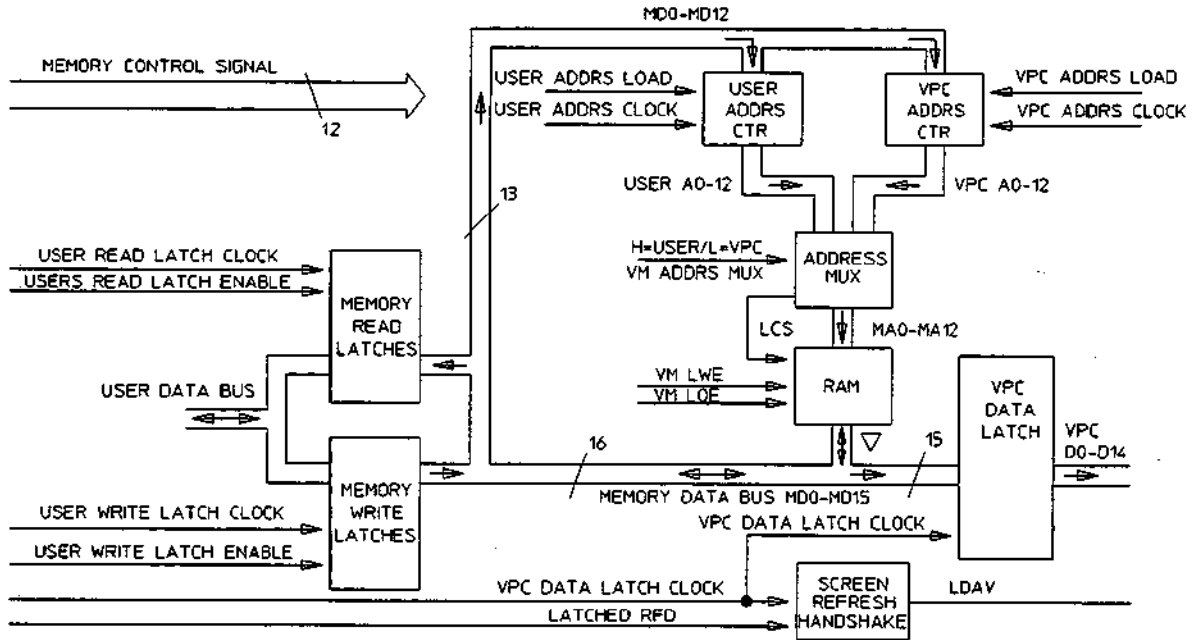 MD0-MD12
MEMORY CONTROL SIGNAL
12
USER ADDRS LOAD
USER ADDRS CLOCK
USER
ADDRS
CTR
VPC
ADDRS
CTR
VPC ADDRS LOAD
VPC ADDRS CLOCK
13
USER A0-12
VPC A0-12
USER READ LATCH CLOCK
USERS READ LATCH ENABLE
MEMORY
READ
LATCHES
H=USER/L=VPC
VM ADDRS MUX
ADDRESS
MUX
LCS
MA0-MA12
USER DATA BUS
VM LWE
VM LOE
RAM
VPC
DATA
LATCH
VPC
D0-D14
16
15
MEMORY DATA BUS MD0-MD15
MEMORY
WRITE
LATCHES
USER WRITE LATCH CLOCK
USER WRITE LATCH ENABLE
VPC DATA LATCH CLOCK
VPC DATA LATCH CLOCK
LATCHED RFD
SCREEN
REFRESH
HANDSHAKE
LDAV